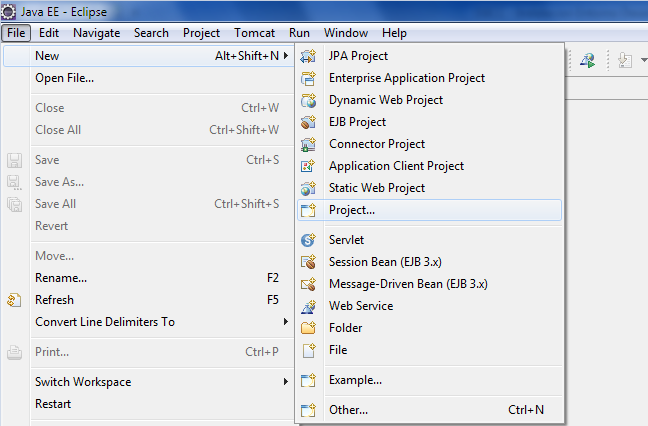 Java EE - Eclipse
File Edit Navigate Search Project Tomcat Run Window Help
New Alt+Shift+N
Open File...
Close Ctrl+W
Close All Ctrl+Shift+W
Save Ctrl+S
Save As...
Save All Ctrl+Shift+S
Revert
Move...
Rename... F2
Refresh F5
Convert Line Delimiters To
Print... Ctrl+P
Switch Workspace
Restart
JPA Project
Enterprise Application Project
Dynamic Web Project
EJB Project
Connector Project
Application Client Project
Static Web Project
Project...
Servlet
Session Bean (EJB 3.x)
Message-Driven Bean (EJB 3.x)
Web Service
Folder
File
Example...
Other... Ctrl+N